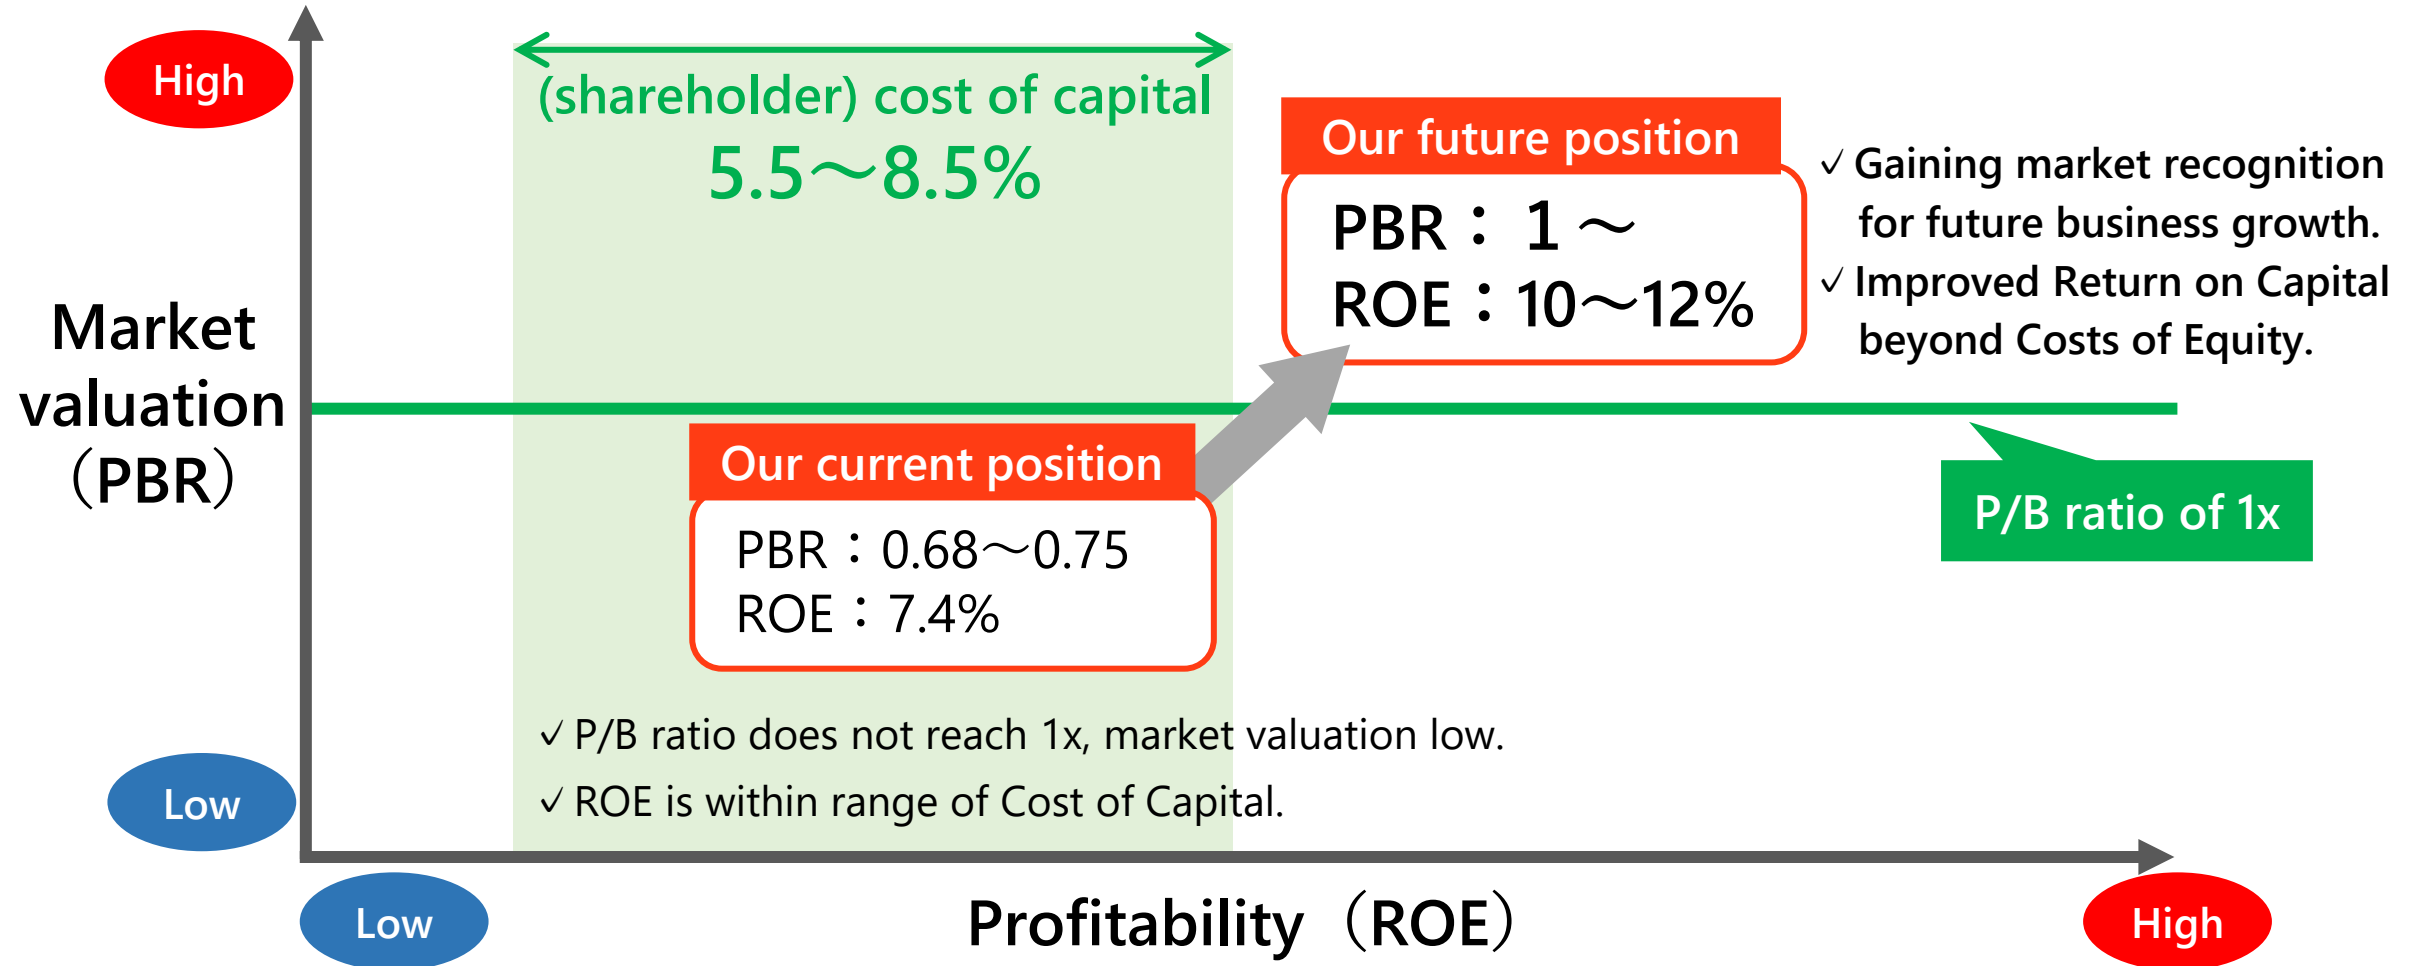 High
(shareholder) cost of capital
5.5～8.5%
Our future position
PBR： 1～
ROE：10～12%
✓ Gaining market recognition
for future business growth.
✓ Improved Return on Capital
beyond Costs of Equity.
Market
valuation
（PBR）
Our current position
PBR：0.68～0.75
ROE：7.4%
P/B ratio of 1x
✓ P/B ratio does not reach 1x, market valuation low.
✓ ROE is within range of Cost of Capital.
Low
Low
Profitability（ROE）
High